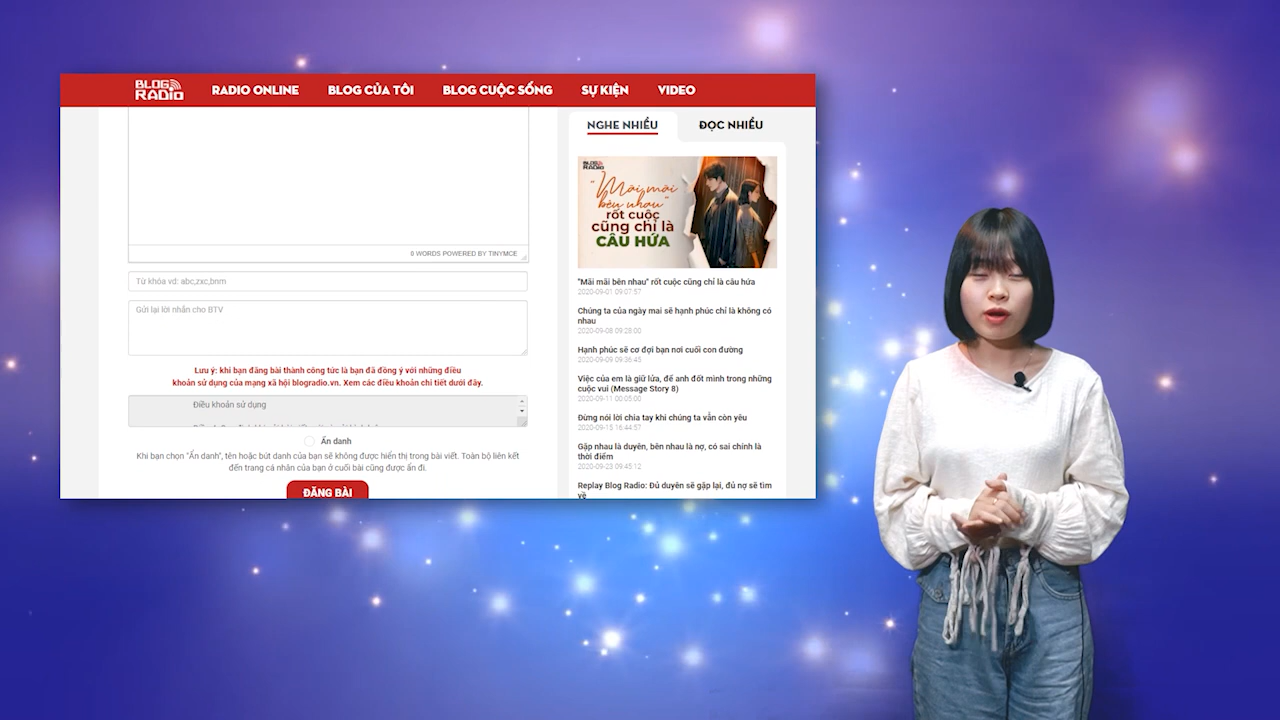 BLOG RADIO
RADIO ONLINE
BLOG CỦA TÔI
BLOG CUỘC SỐNG
SỰ KIỆN
VIDEO
0 WORDS POWERED BY TINYMCE
Từ khóa vd: abc,zxc,bnm
Gửi lại lời nhắn cho BTV
Lưu ý: khi bạn đăng bài thành công tức là bạn đã đồng ý với những điều
khoản sử dụng của mạng xã hội blogradio.vn. Xem các điều khoản chi tiết dưới đây.
Điều khoản sử dụng
Ẩn danh
Khi bạn chọn "Ẩn danh", tên hoặc bút danh của bạn sẽ không được hiển thị trong bài viết. Toàn bộ liên kết
đến trang cá nhân của bạn ở cuối bài cũng được ẩn đi.
ĐĂNG BÀI
NGHE NHIỀU
ĐỌC NHIỀU
BLOG RADIO
"Mãi mãi
bên nhau"
rốt cuộc
cũng chỉ là
CÂU HỨA
"Mãi mãi bên nhau" rốt cuộc cũng chỉ là câu hứa
2020-09-01 09:07:57
Chúng ta của ngày mai sẽ hạnh phúc chỉ là không có
nhau
2020-09-08 09:28:00
Hạnh phúc sẽ cơ đợi bạn nơi cuối con đường
2020-09-09 09:36:45
Việc của em là giữ lửa, để anh đốt mình trong những
cuộc vui (Message Story 8)
2020-09-11 00:05:00
Đừng nói lời chia tay khi chúng ta vẫn còn yêu
2020-09-15 16:44:57
Gặp nhau là duyên, bên nhau là nợ, có sai chính là
thời điểm
2020-09-23 09:45:12
Replay Blog Radio: Đủ duyên sẽ gặp lại, đủ nợ sẽ tìm
về